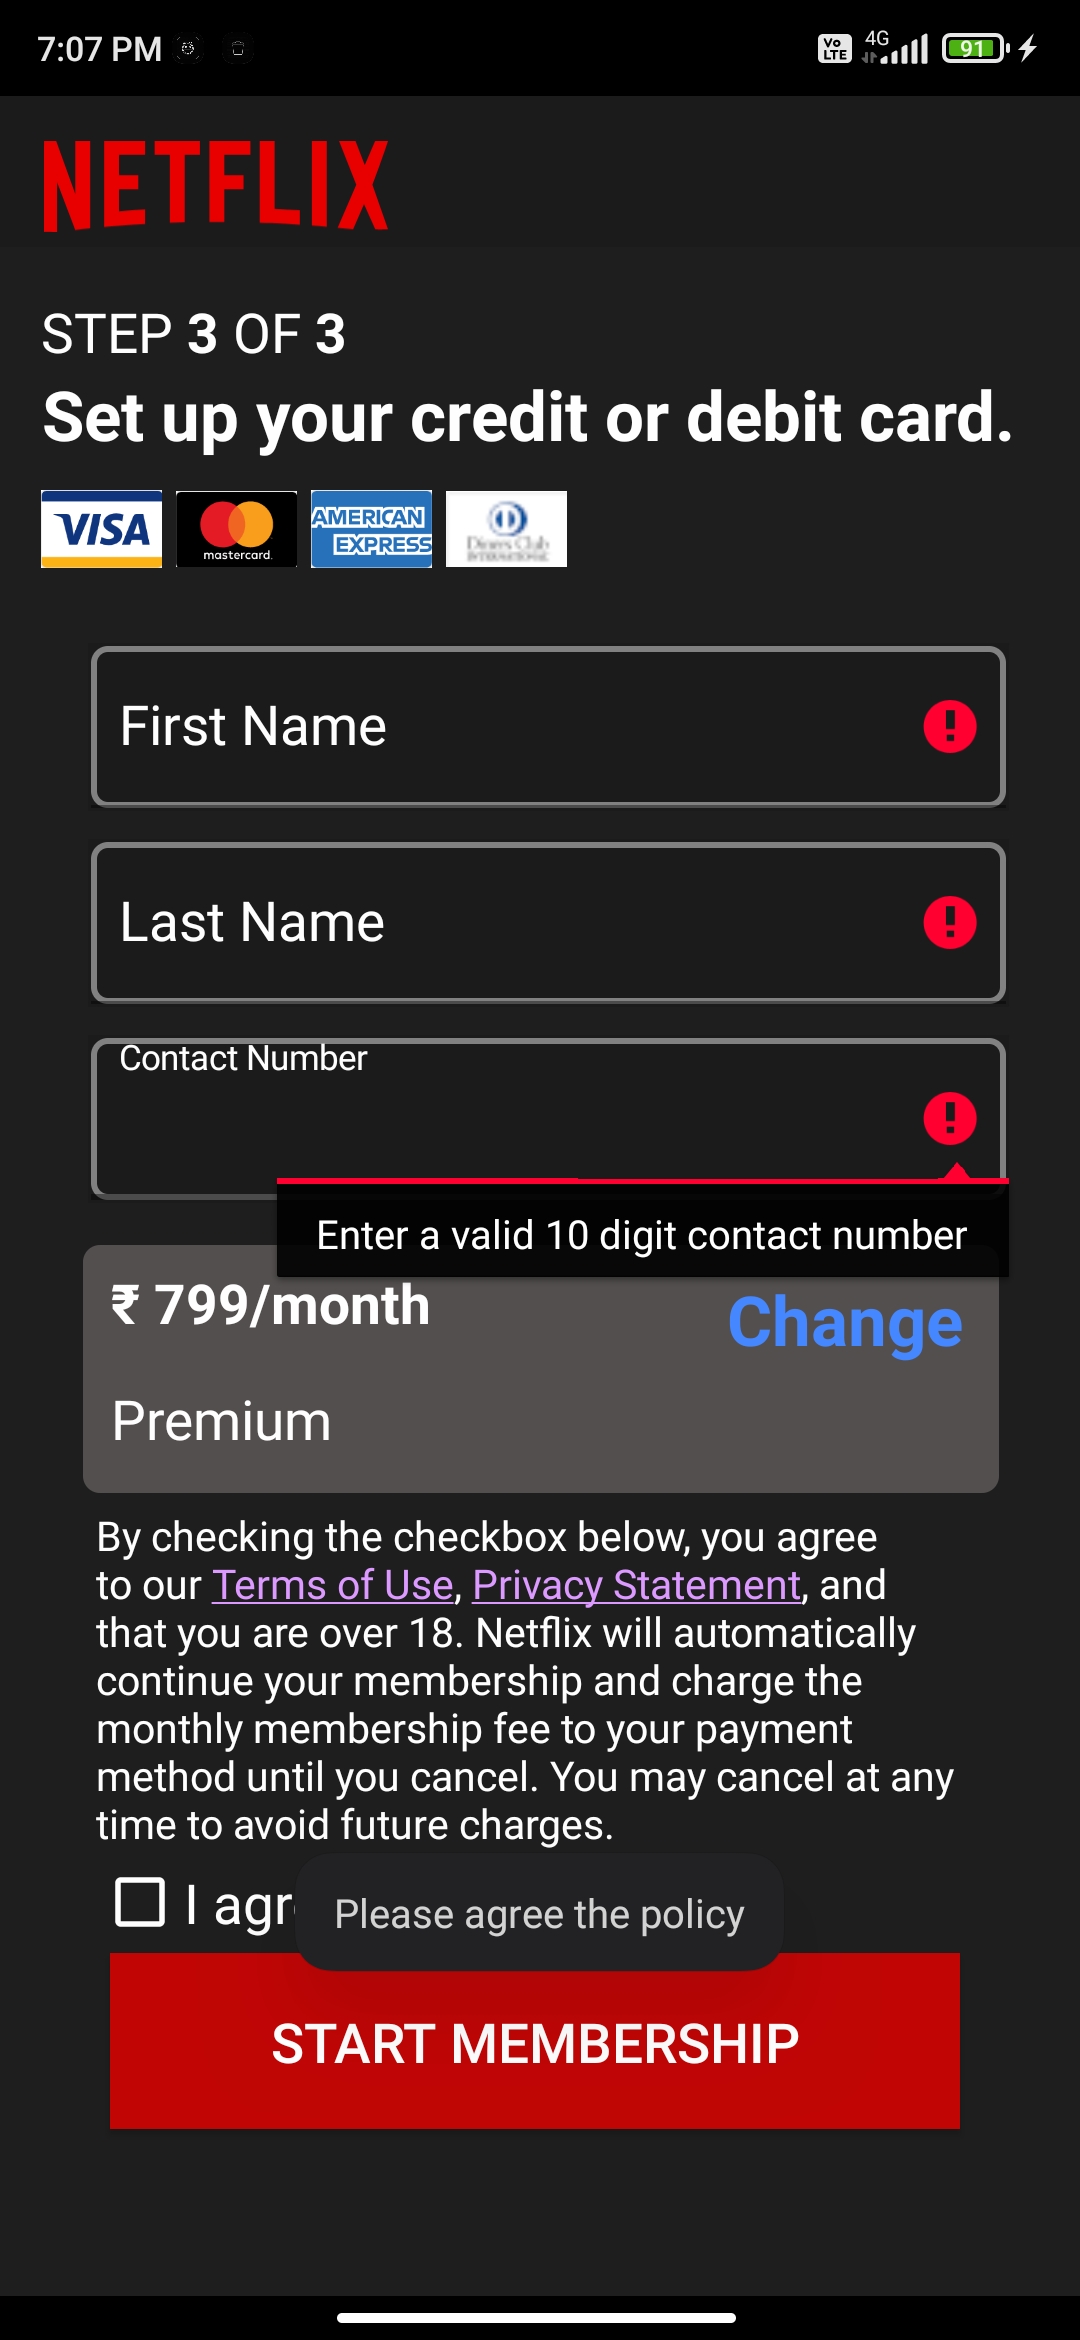 7:07 PM
Vo LTE 4G 91
NETFLIX
STEP 3 OF 3
Set up your credit or debit card.
VISA mastercard. AMERICAN EXPRESS Diners Club INTERNATIONAL
First Name
Last Name
Contact Number
Enter a valid 10 digit contact number
₹ 799/month
Change
Premium
By checking the checkbox below, you agree
to our Terms of Use, Privacy Statement, and
that you are over 18. Netflix will automatically
continue your membership and charge the
monthly membership fee to your payment
method until you cancel. You may cancel at any
time to avoid future charges.
I agr
Please agree the policy
START MEMBERSHIP